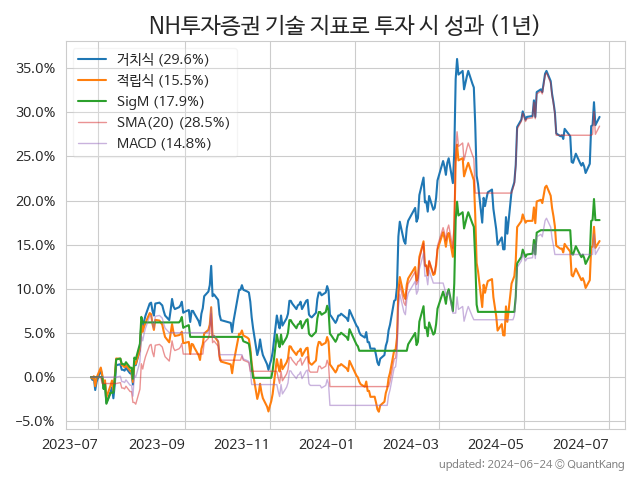 NH투자증권 기술 지표로 투자 시 성과 (1년)
거치식 (29.6%)
적립식 (15.5%)
SigM (17.9%)
SMA(20) (28.5%)
MACD (14.8%)
35.0%
30.0%
25.0%
20.0%
15.0%
10.0%
5.0%
0.0%
−5.0%
2023-07 2023-09 2023-11 2024-01 2024-03 2024-05 2024-07
updated: 2024-06-24 ⓒ QuantKang